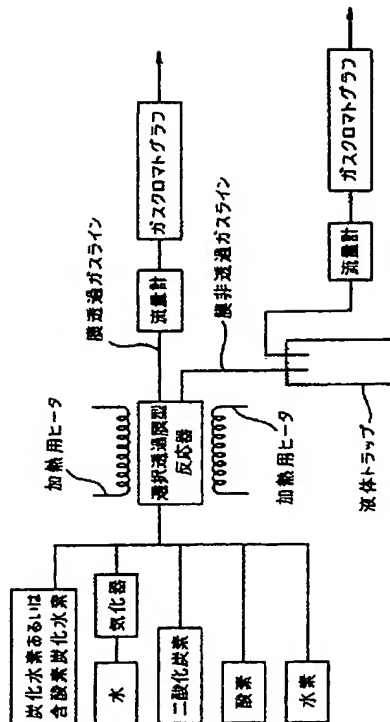 炭化水素あるいは
含酸素炭化水素
水
気化器
二酸化炭素
酸素
水素
加熱用ヒータ
選択透過膜型
反応器
加熱用ヒータ
膜透過ガスライン
流量計
ガスクロマトグラフ
膜非透過ガスライン
液体トラップ
流量計
ガスクロマトグラフ